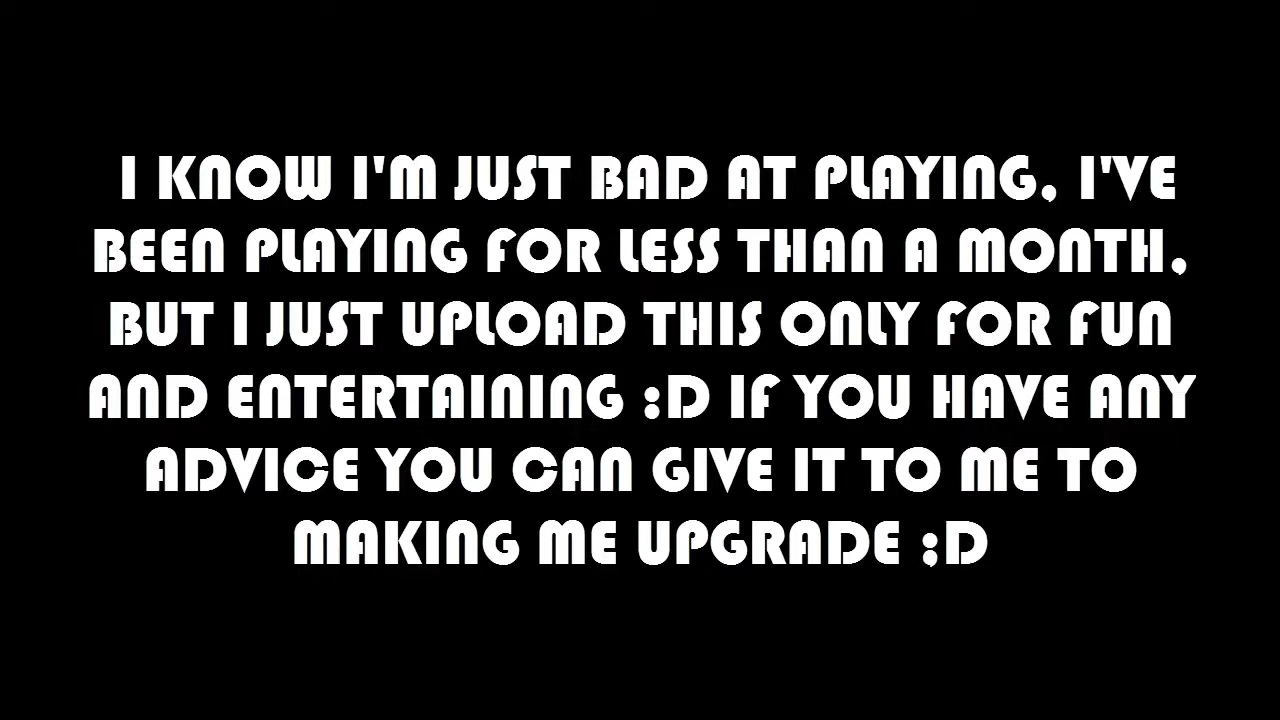 I KNOW I'M JUST BAD AT PLAYING, I'VE
BEEN PLAYING FOR LESS THAN A MONTH,
BUT I JUST UPLOAD THIS ONLY FOR FUN
AND ENTERTAINING :D IF YOU HAVE ANY
ADVICE YOU CAN GIVE IT TO ME TO
MAKING ME UPGRADE ;D